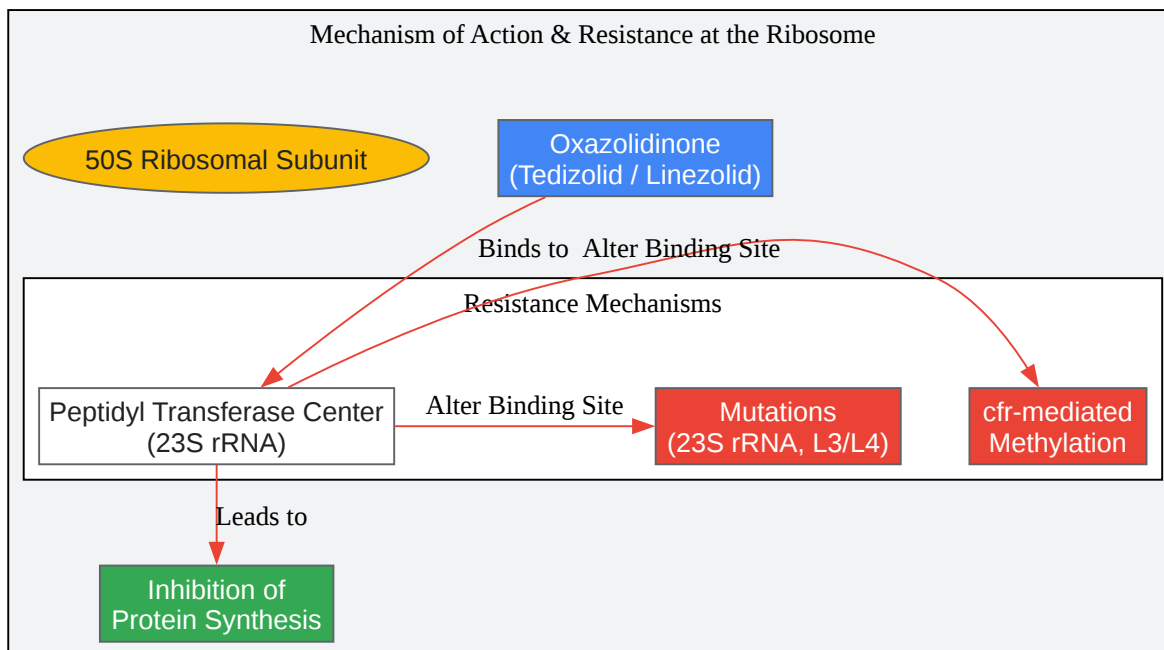 Mechanism of Action & Resistance at the Ribosome
50S Ribosomal Subunit
Oxazolidinone
(Tedizolid / Linezolid)
Binds to
Alter Binding Site
Resistance Mechanisms
Peptidyl Transferase Center
(23S rRNA)
Alter Binding Site
Mutations
(23S rRNA, L3/L4)
cfr-mediated
Methylation
Leads to
Inhibition of
Protein Synthesis